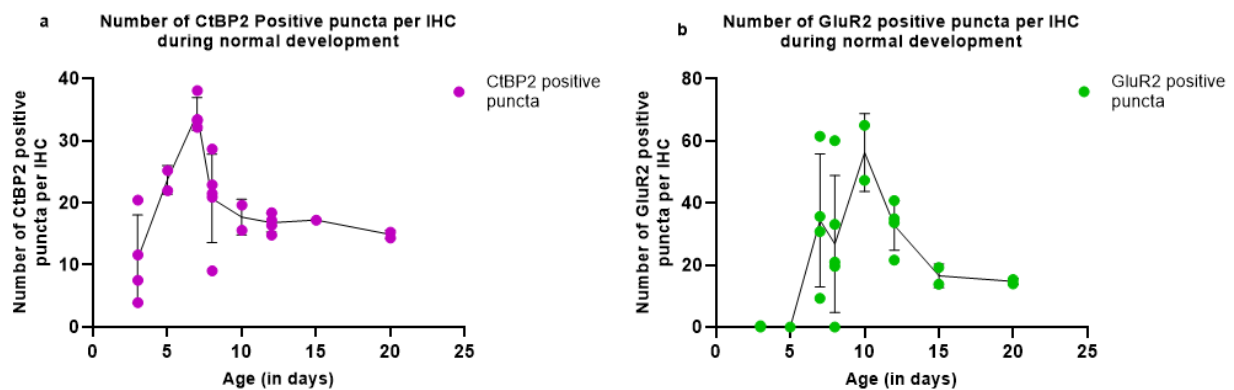 a
Number of CtBP2 Positive puncta per IHC
during normal development
Number of CtBP2 positive
puncta per IHC
40
30
20
10
0
0 5 10 15 20 25
Age (in days)
CtBP2 positive
puncta
b
Number of GluR2 positive puncta per IHC
during normal development
Number of GluR2 positive
puncta per IHC
80
60
40
20
0
0 5 10 15 20 25
Age (in days)
GluR2 positive
puncta